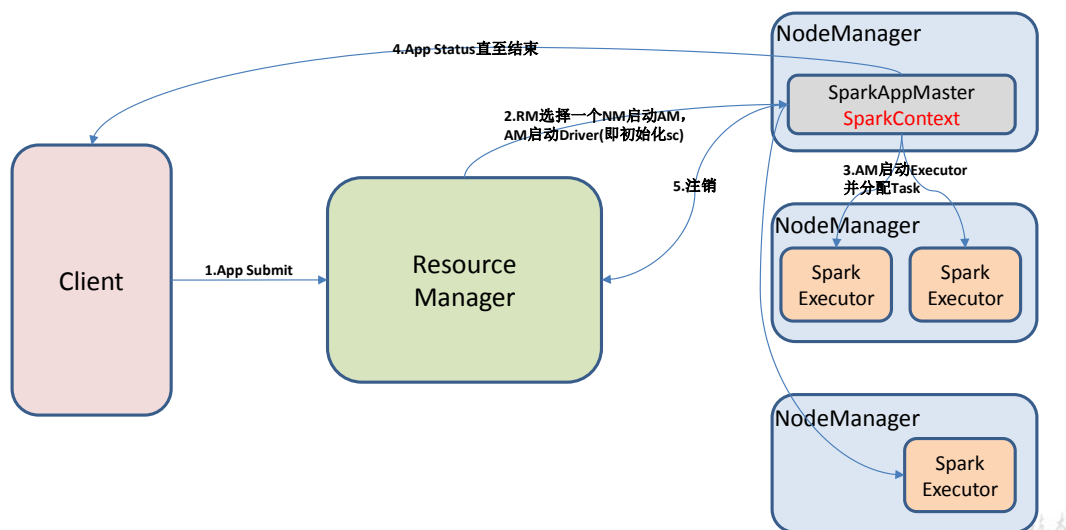 NodeManager
4.App Status直至结束
SparkAppMaster
SparkContext
2.RM选择一个NM启动AM，
AM启动Driver(即初始化sc)
3.AM启动Executor
并分配Task
5.注销
NodeManager
Client
1.App Submit
Resource
Manager
Spark
Executor
Spark
Executor
NodeManager
Spark
Executor